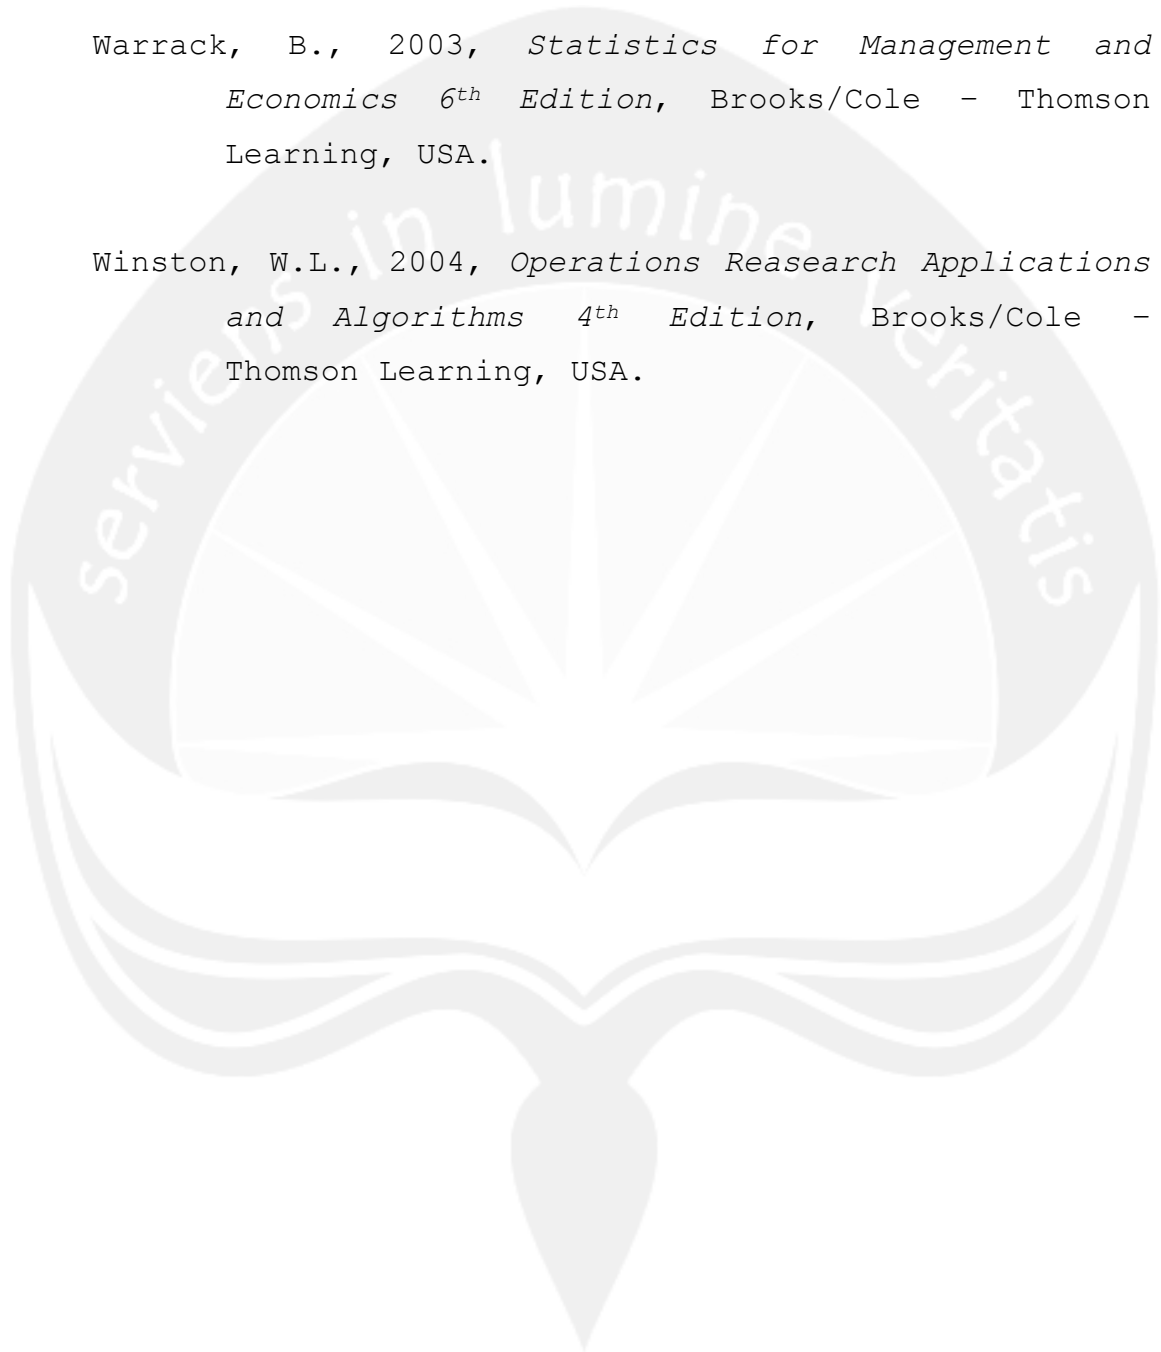 Warrack, B., 2003, Statistics for Management and
Economics 6th Edition, Brooks/Cole – Thomson
Learning, USA.
serviens in lumine veritatis
Winston, W.L., 2004, Operations Reasearch Applications
and Algorithms 4th Edition, Brooks/Cole –
Thomson Learning, USA.